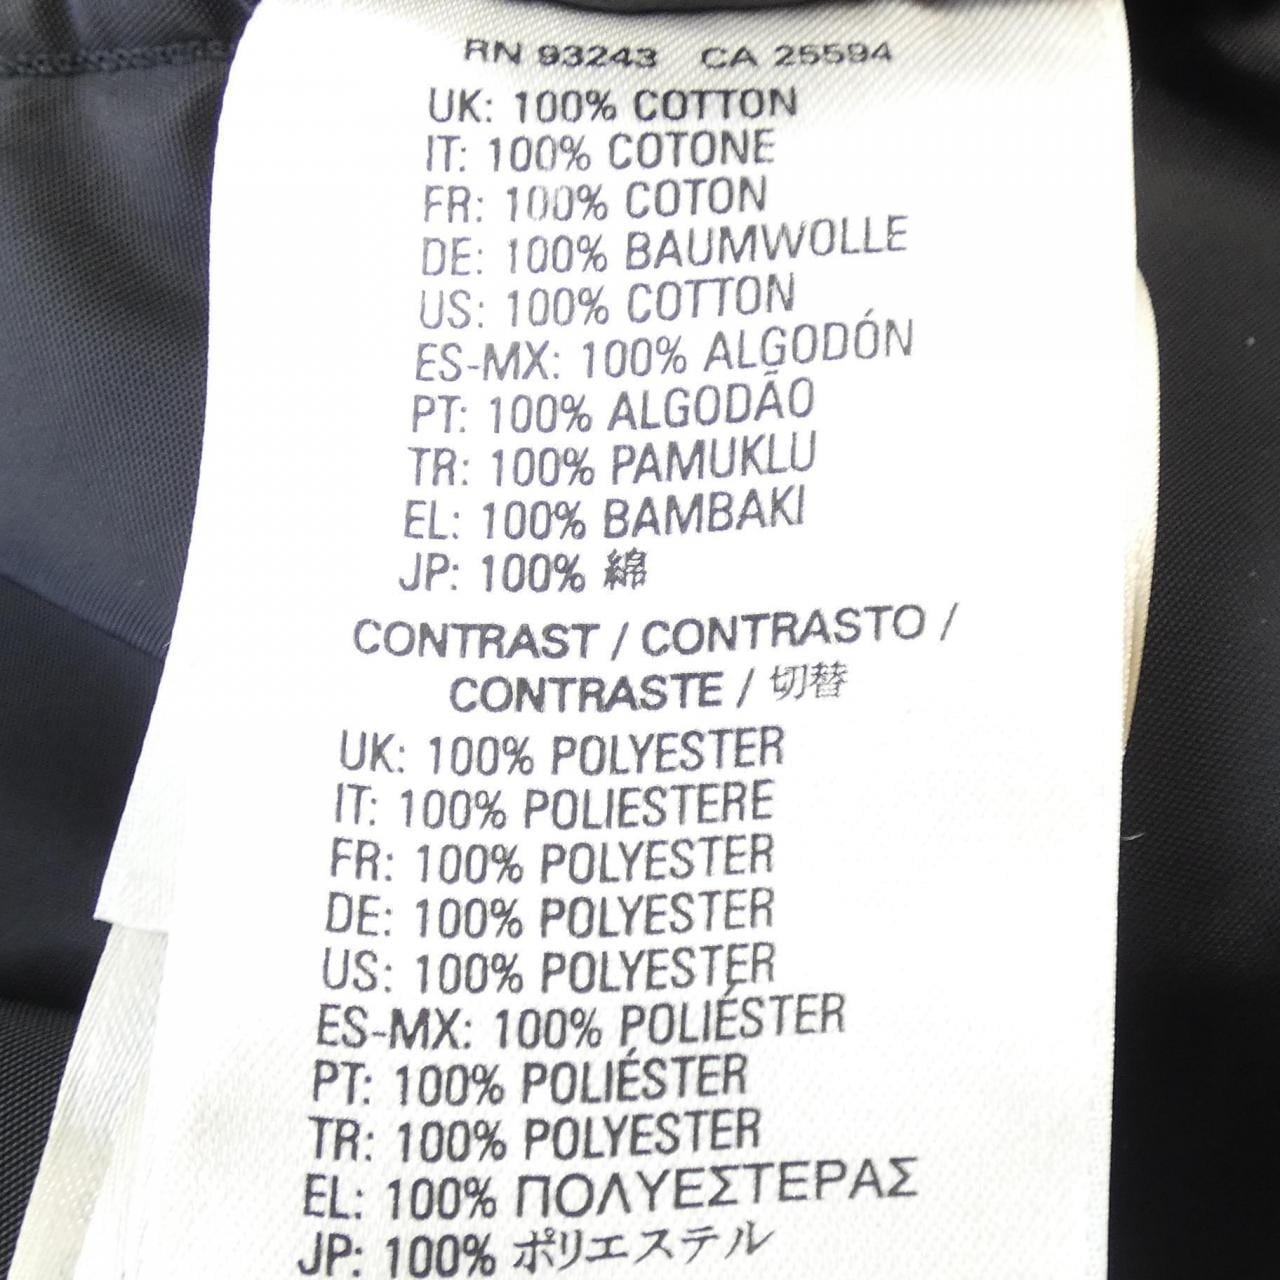 RN 93243 CA 25594
UK: 100% COTTON
IT: 100% COTONE
FR: 100% COTON
DE: 100% BAUMWOLLE
US: 100% COTTON
ES-MX: 100% ALGODÓN
PT: 100% ALGODÃO
TR: 100% PAMUKLU
EL: 100% BAMBAKI
JP: 100% 綿
CONTRAST / CONTRASTO /
CONTRASTE / 切替
UK: 100% POLYESTER
IT: 100% POLIESTERE
FR: 100% POLYESTER
DE: 100% POLYESTER
US: 100% POLYESTER
ES-MX: 100% POLIÉSTER
PT: 100% POLIÉSTER
TR: 100% POLYESTER
EL: 100% ΠΟΛΥΕΣΤΕΡΑΣ
JP: 100% ポリエステル